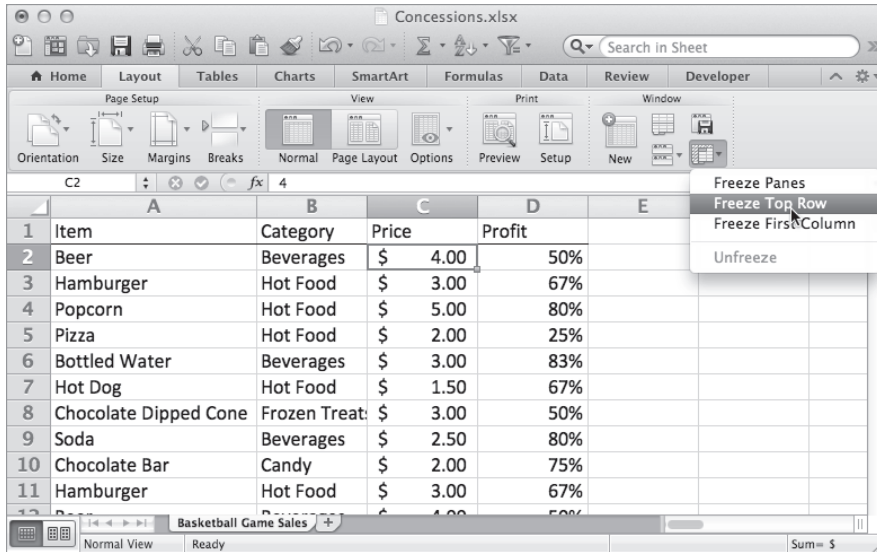 Concessions.xlsx
Search in Sheet
Home Layout Tables Charts SmartArt Formulas Data Review Developer
Page Setup View Print Window
Orientation Size Margins Breaks Normal Page Layout Options Preview Setup New
C2 fx 4
Freeze Panes
Freeze Top Row
Freeze First Column
Unfreeze
A B C D E
1 Item Category Price Profit
2 Beer Beverages $ 4.00 50%
3 Hamburger Hot Food $ 3.00 67%
4 Popcorn Hot Food $ 5.00 80%
5 Pizza Hot Food $ 2.00 25%
6 Bottled Water Beverages $ 3.00 83%
7 Hot Dog Hot Food $ 1.50 67%
8 Chocolate Dipped Cone Frozen Treat $ 3.00 50%
9 Soda Beverages $ 2.50 80%
10 Chocolate Bar Candy $ 2.00 75%
11 Hamburger Hot Food $ 3.00 67%
Basketball Game Sales +
Normal View Ready Sum= $